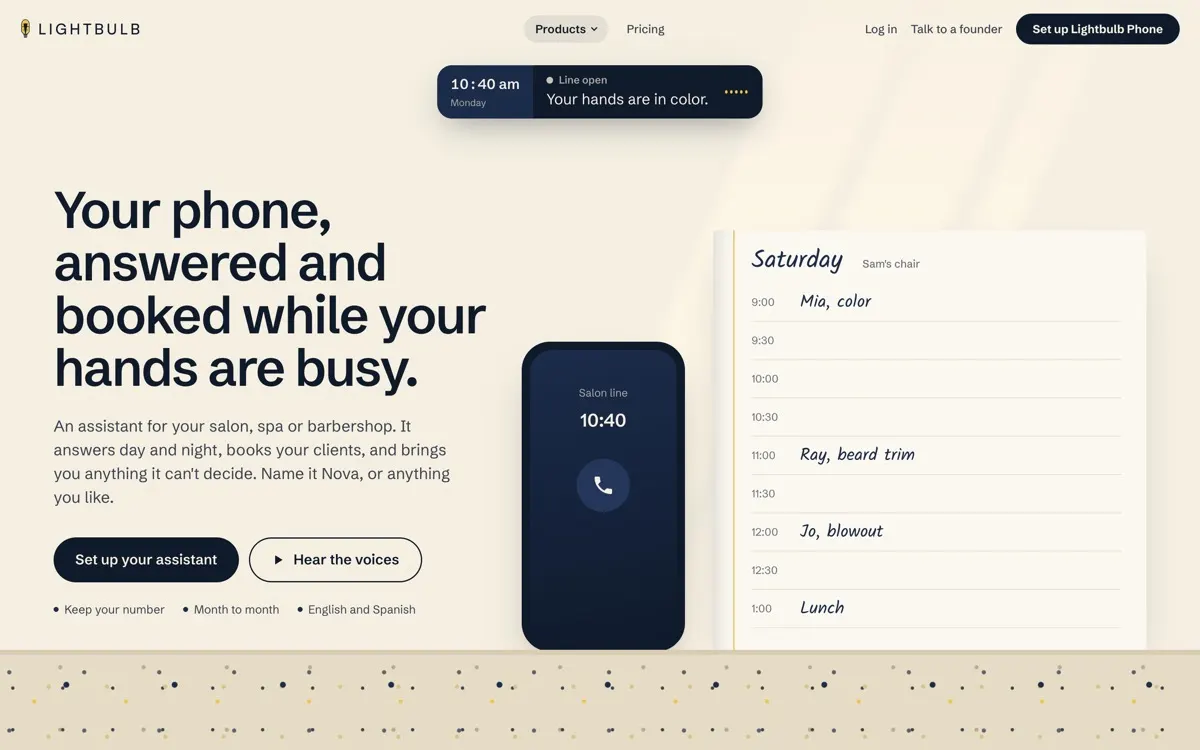 LIGHTBULB
Products
Pricing
Log in
Talk to a founder
Set up Lightbulb Phone
10:40 am
Monday
Line open
Your hands are in color.
Your phone,
answered and
booked while your
hands are busy.
An assistant for your salon, spa or barbershop. It
answers day and night, books your clients, and brings
you anything it can't decide. Name it Nova, or anything
you like.
Set up your assistant
Hear the voices
Keep your number
Month to month
English and Spanish
Salon line
10:40
Saturday Sam's chair
9:00 Mia, color
9:30
10:00
10:30
11:00 Ray, beard trim
11:30
12:00 Jo, blowout
12:30
1:00 Lunch